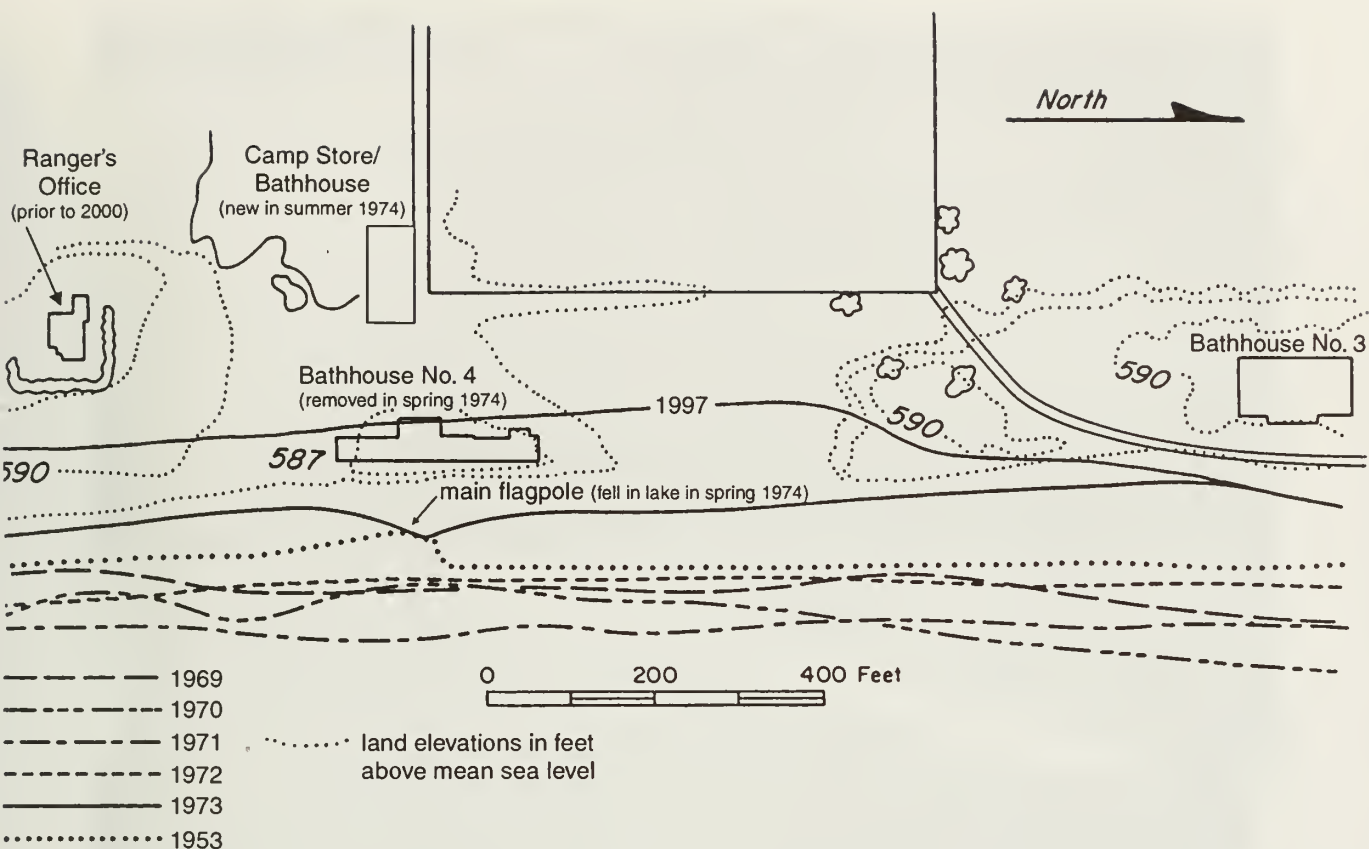 North
Ranger's
Office
(prior to 2000)
Camp Store/
Bathhouse
(new in summer 1974)
Bathhouse No. 3
590
Bathhouse No. 4
(removed in spring 1974)
1997
590
587
590
main flagpole (fell in lake in spring 1974)
0 200 400 Feet
1969
1970
1971
1972
1973
1953
land elevations in feet
above mean sea level